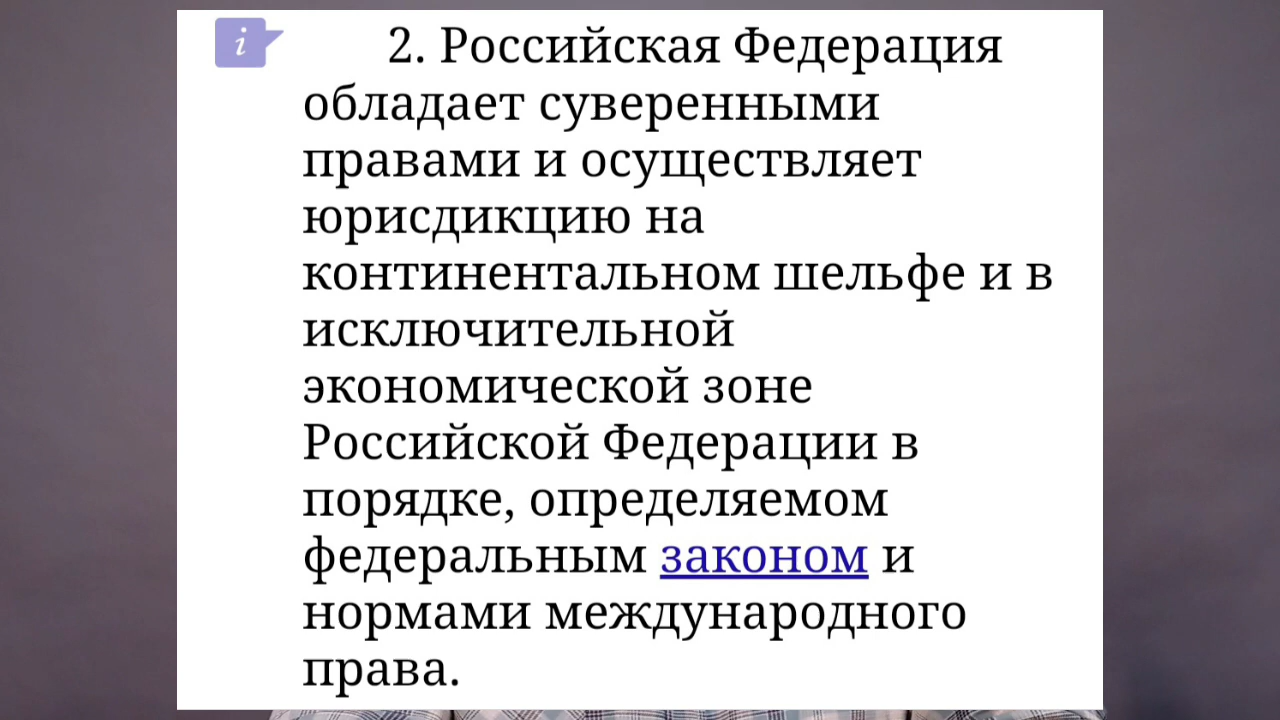 2. Российская Федерация
обладает суверенными
правами и осуществляет
юрисдикцию на
континентальном шельфе и в
исключительной
экономической зоне
Российской Федерации в
порядке, определяемом
федеральным законом и
нормами международного
права.